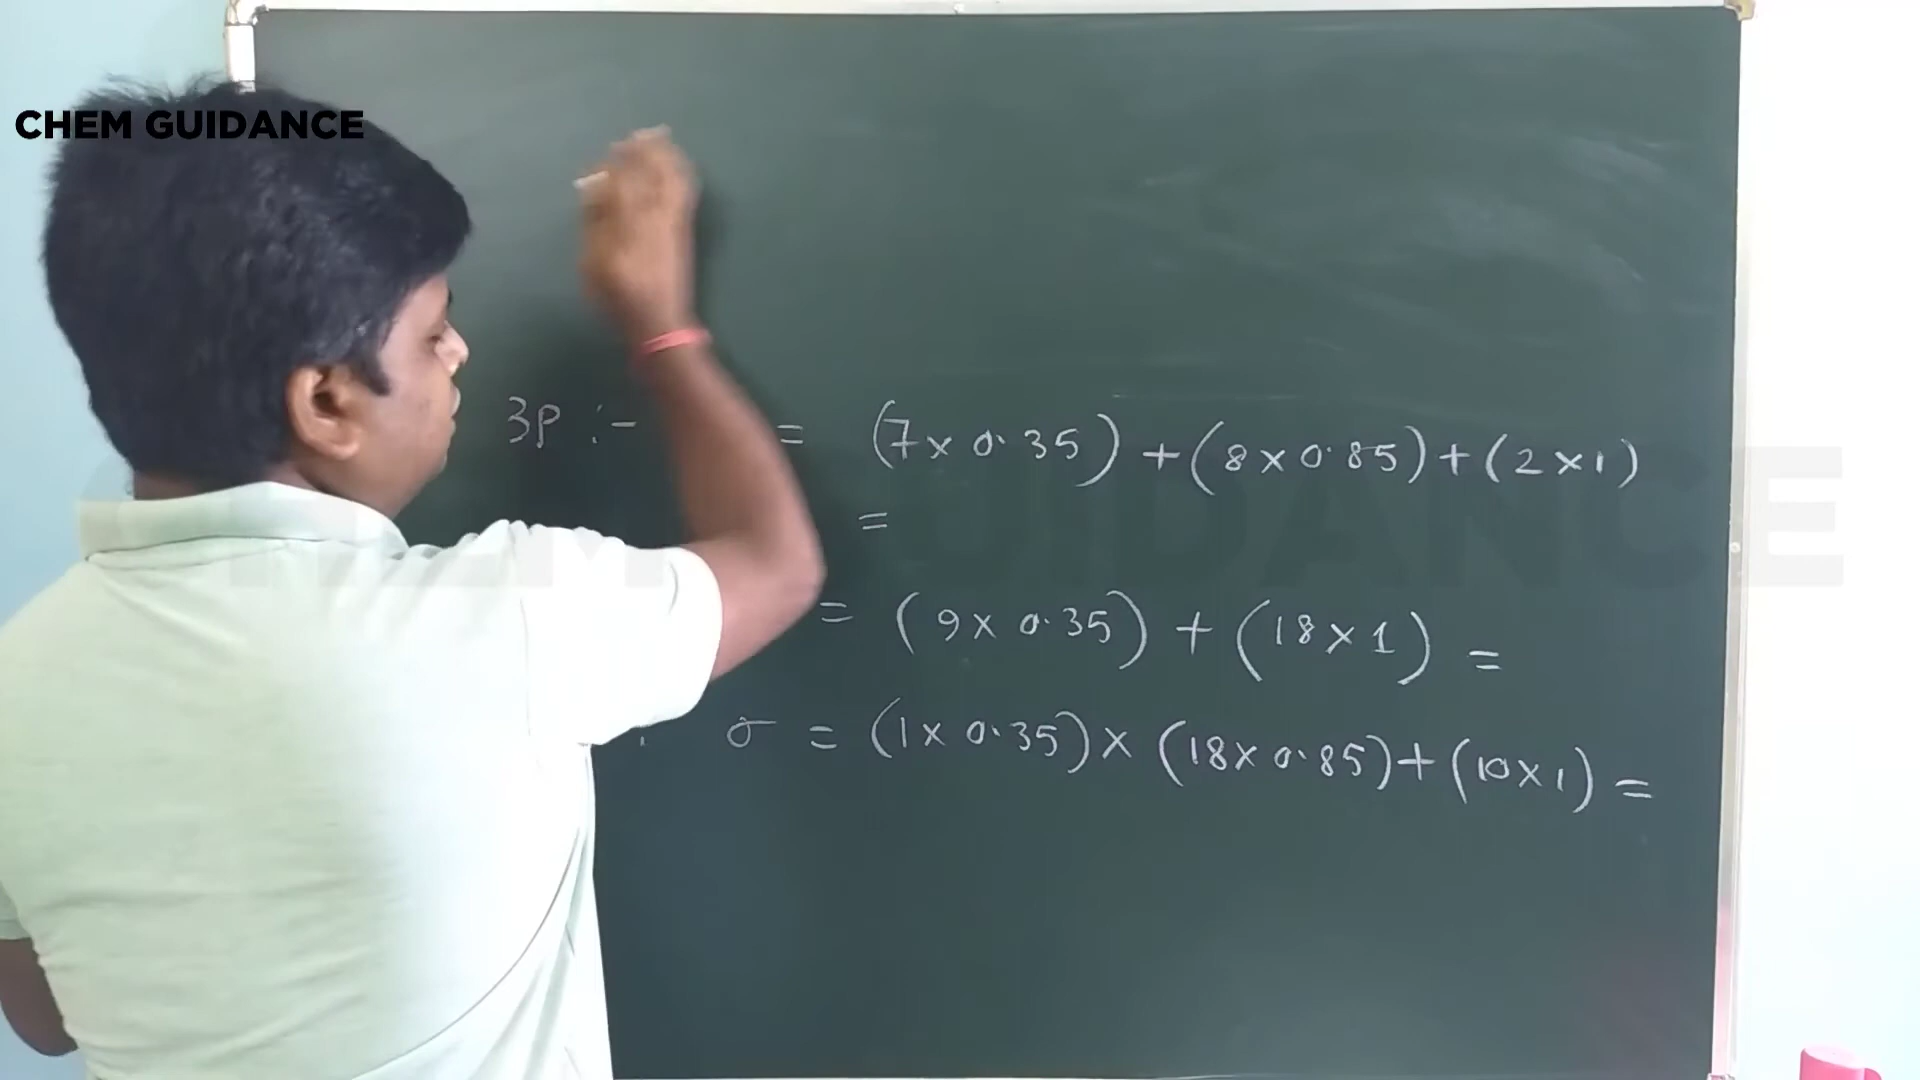 CHEM GUIDANCE
3P :- = (7 x 0.35) + (8 x 0.85) + (2 x 1)
=
= (9 x 0.35) + (18 x 1) =
σ = (1 x 0.35) x (18 x 0.85) + (10 x 1) =